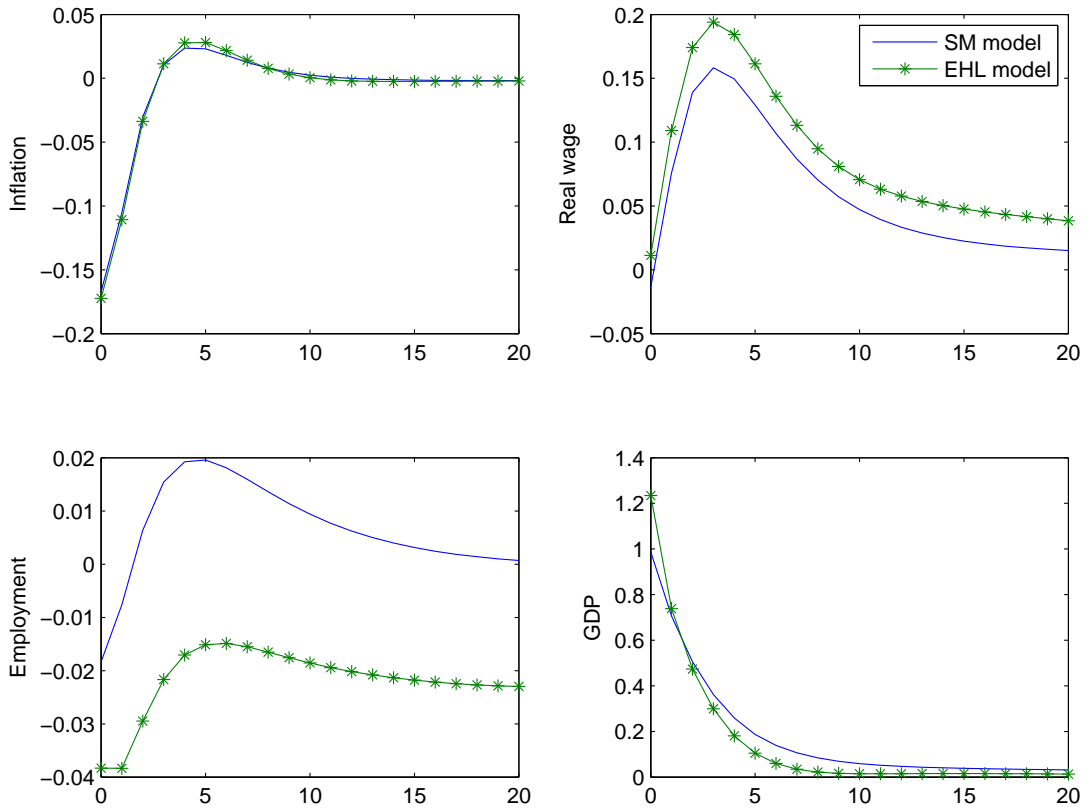 0.05
0
−0.05
−0.1
−0.15
−0.2
0 5 10 15 20
Inflation
0.2
0.15
0.1
0.05
0
−0.05
0 5 10 15 20
Real wage
SM model
EHL model
0.02
0.01
0
−0.01
−0.02
−0.03
−0.04
0 5 10 15 20
Employment
1.4
1.2
1
0.8
0.6
0.4
0.2
0
0 5 10 15 20
GDP